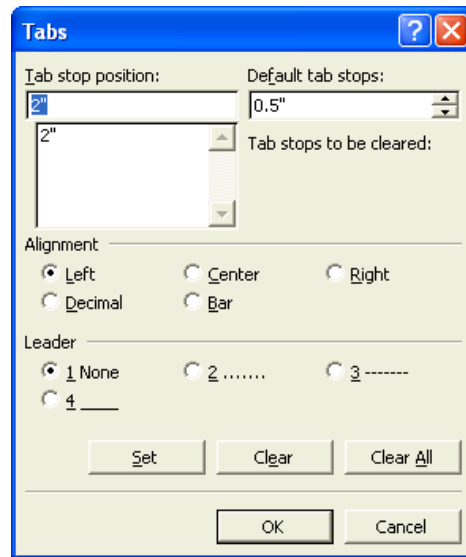 Tabs
Tab stop position: Default tab stops:
2" 0.5"
2" Tab stops to be cleared:
Alignment
Left Center Right
Decimal Bar
Leader
1 None 2 ....... 3 -------
4 ____
Set Clear Clear All
OK Cancel